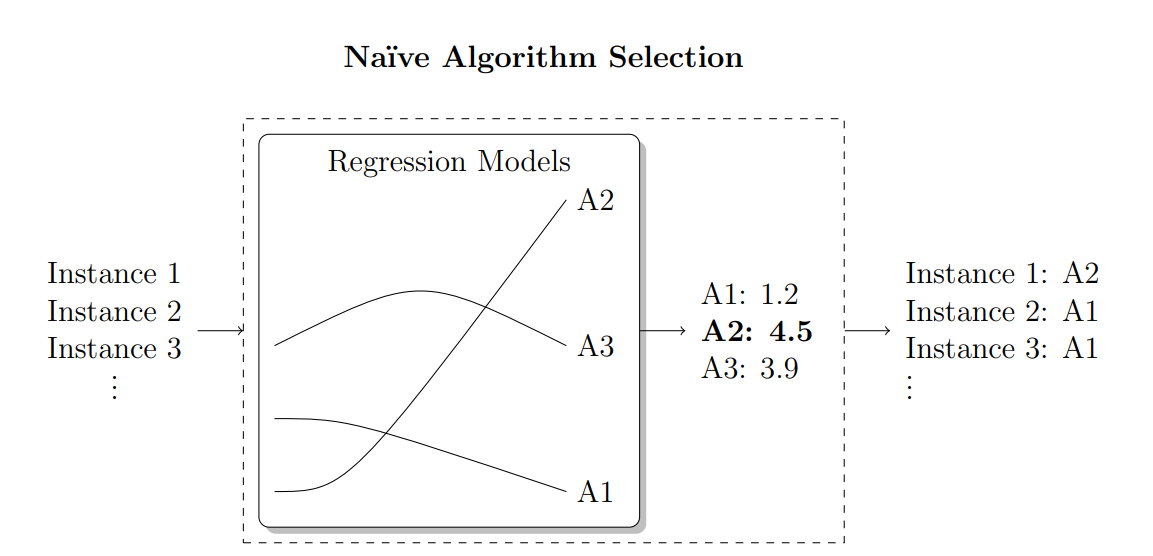 Naïve Algorithm Selection
Regression Models
A2
A3
A1
Instance 1
Instance 2
Instance 3
⋮
A1: 1.2
A2: 4.5
A3: 3.9
Instance 1: A2
Instance 2: A1
Instance 3: A1
⋮